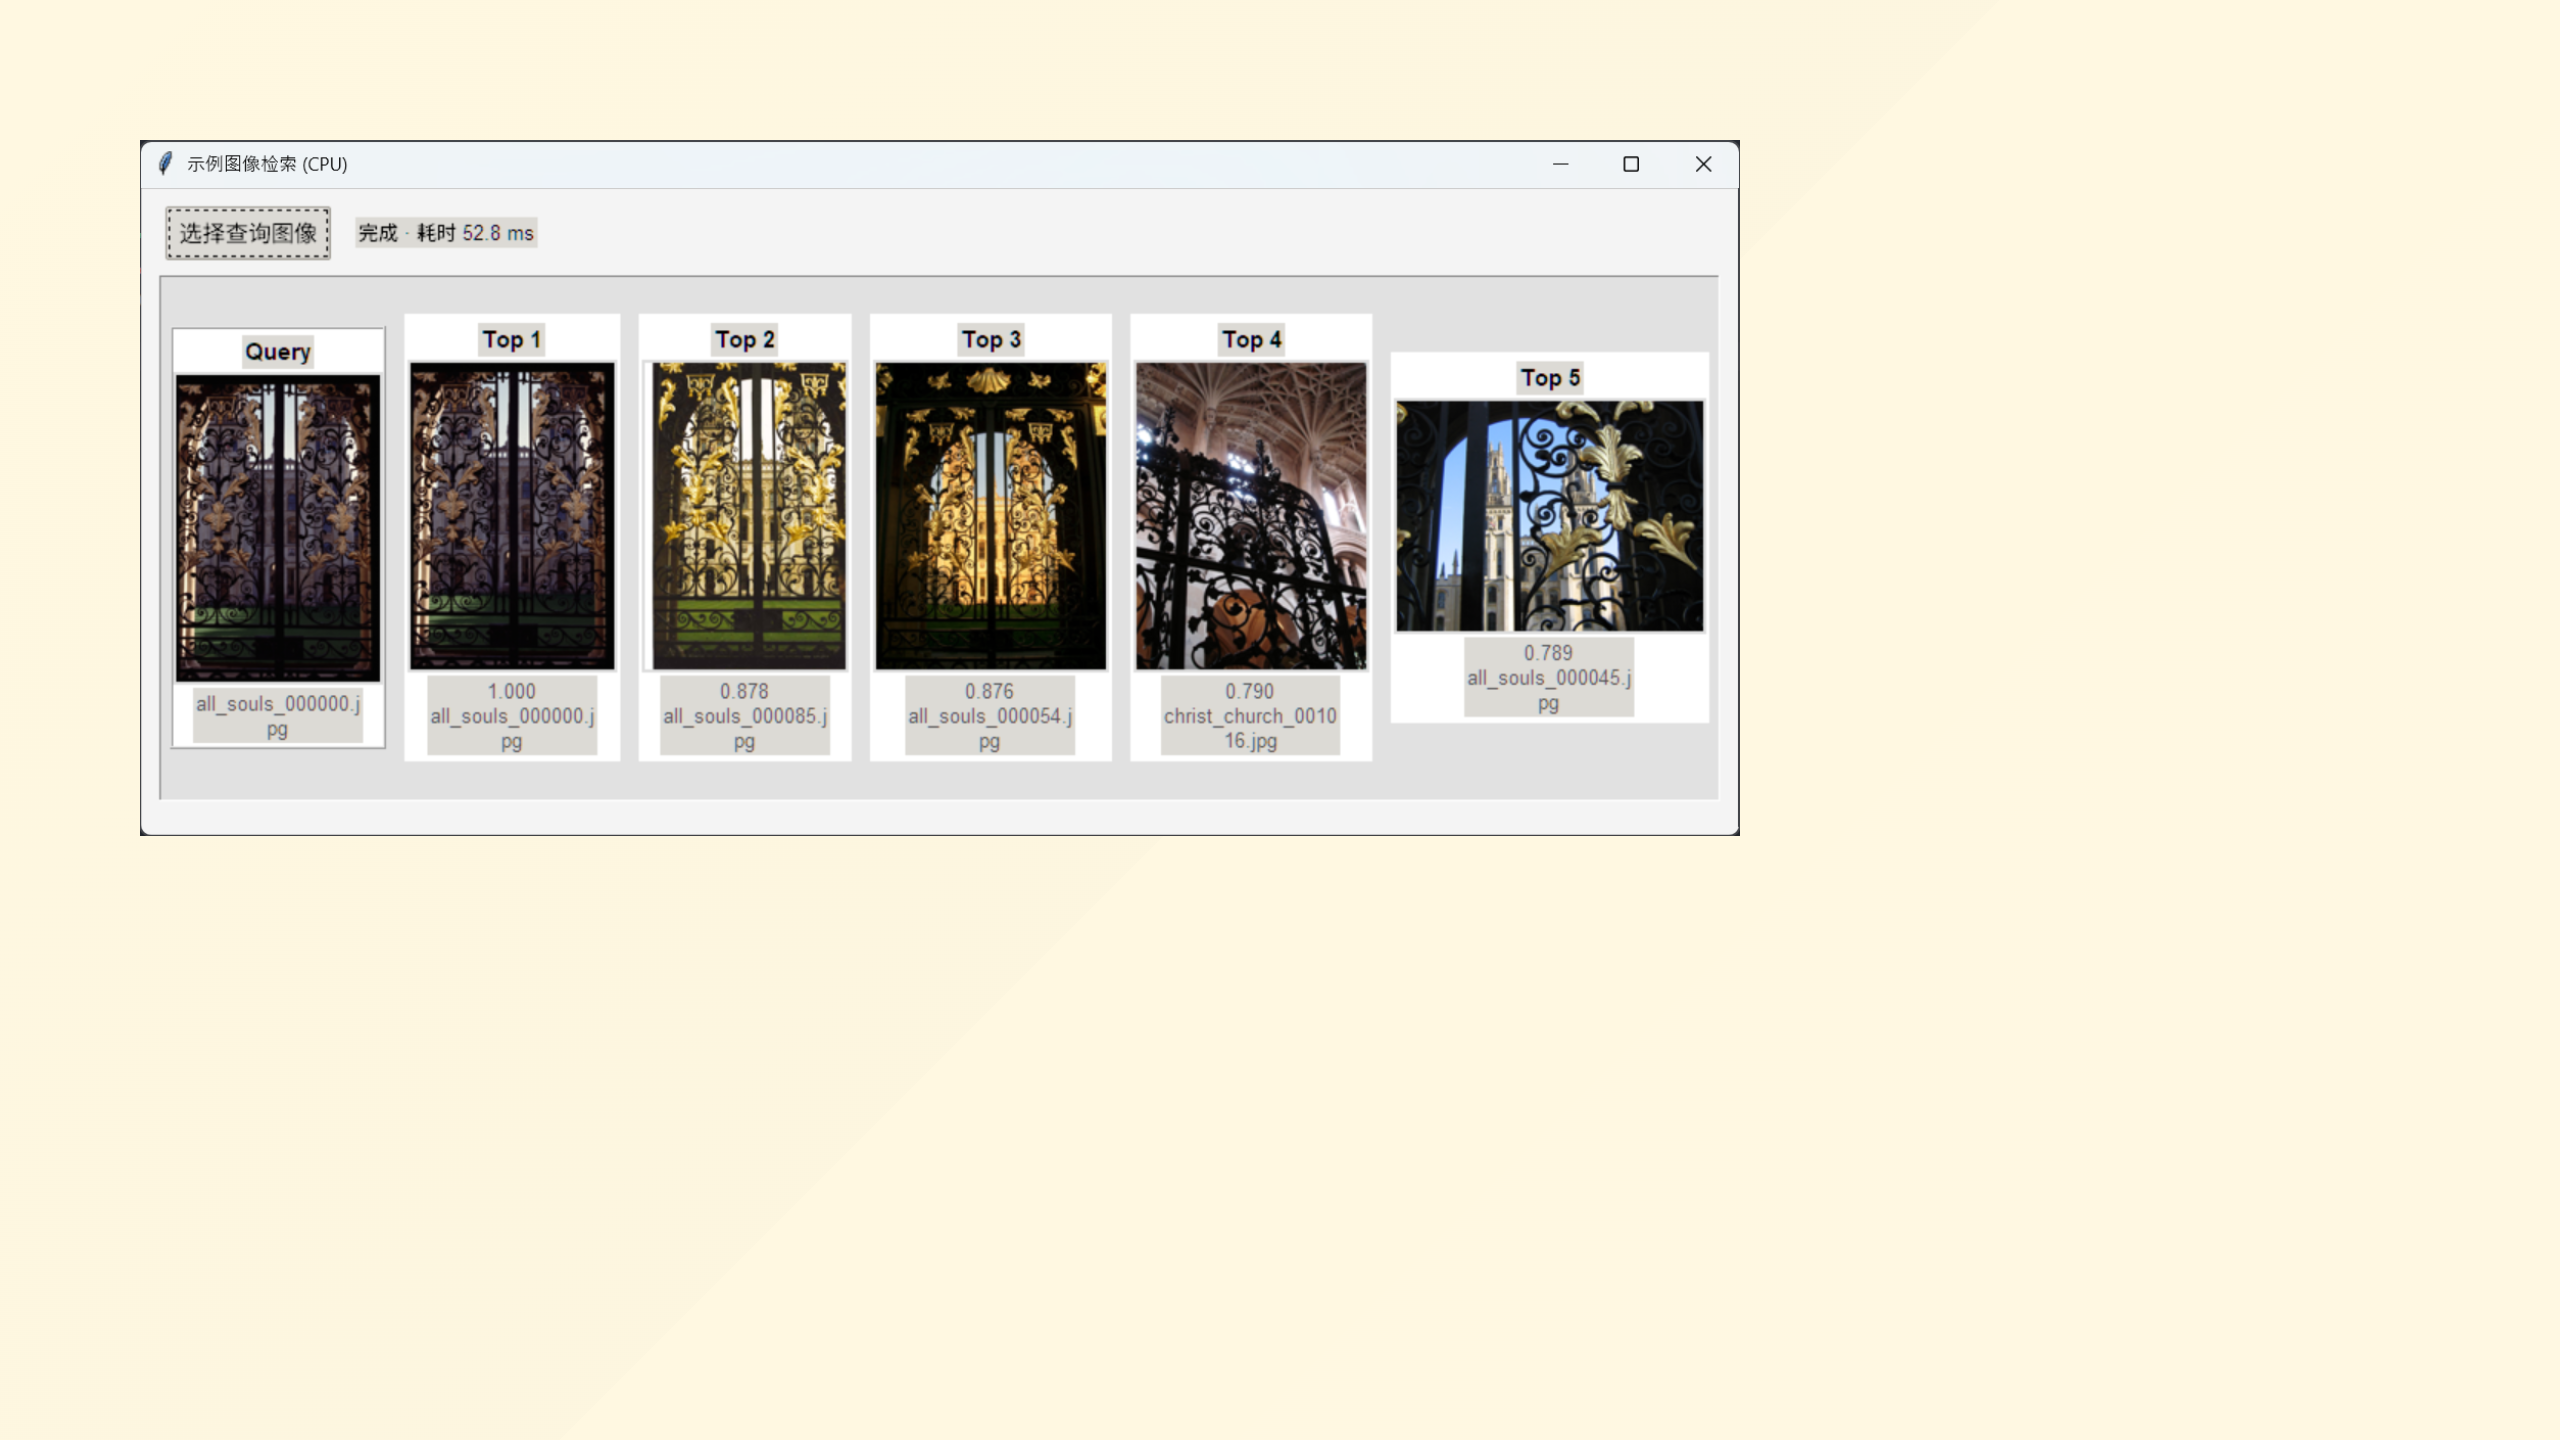 示例图像检索 (CPU)
选择查询图像
完成 · 耗时 52.8 ms
Query
all_souls_000000.j
pg
Top 1
1.000
all_souls_000000.j
pg
Top 2
0.878
all_souls_000085.j
pg
Top 3
0.876
all_souls_000054.j
pg
Top 4
0.790
christ_church_0010
16.jpg
Top 5
0.789
all_souls_000045.j
pg